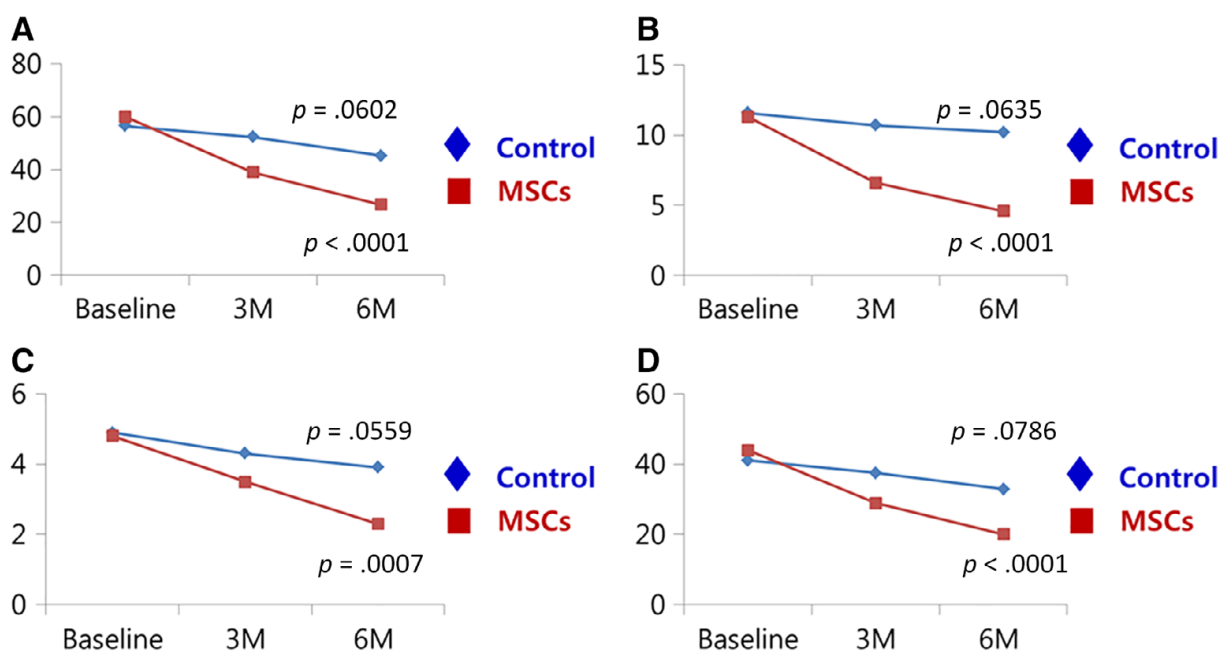 A
80
60
40
20
0
p = .0602
p < .0001
Control
MSCs
Baseline 3M 6M
B
15
10
5
0
p = .0635
p < .0001
Control
MSCs
Baseline 3M 6M
C
6
4
2
0
p = .0559
p = .0007
Control
MSCs
Baseline 3M 6M
D
60
40
20
0
p = .0786
p < .0001
Control
MSCs
Baseline 3M 6M